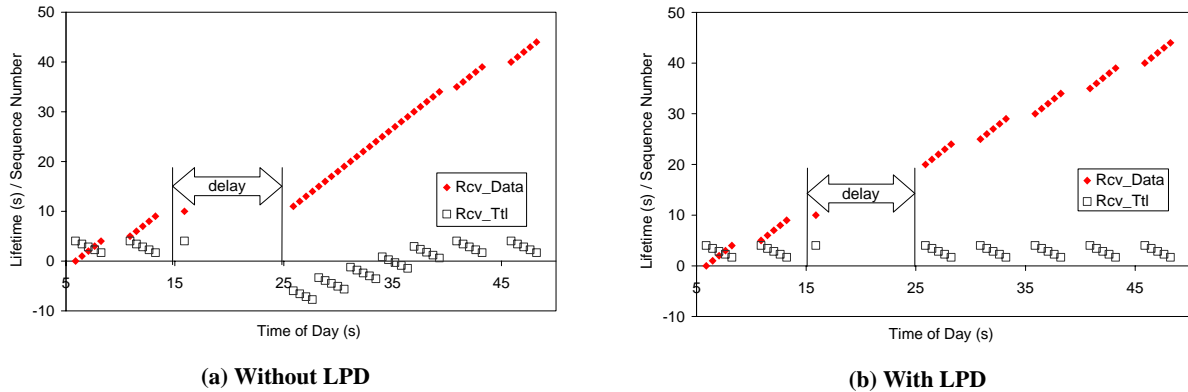 50
40
30
20
10
0
-10
5
15
25
35
45
Lifetime (s) / Sequence Number
Time of Day (s)
delay
Rcv_Data
Rcv_Ttl
(a) Without LPD
50
40
30
20
10
0
-10
5
15
25
35
45
Lifetime (s) / Sequence Number
Time of Day (s)
delay
Rcv_Data
Rcv_Ttl
(b) With LPD